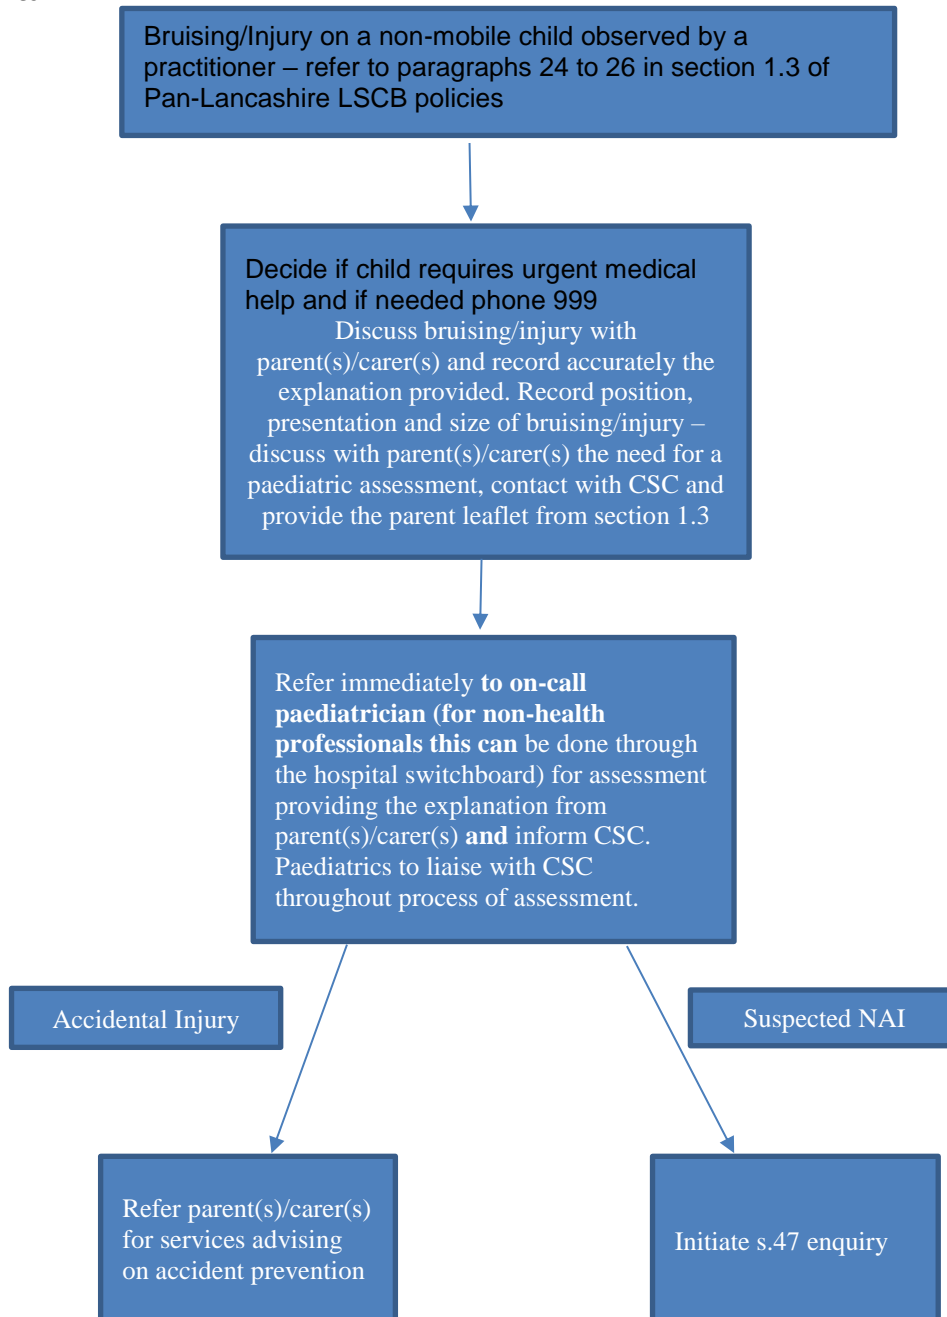 Bruising/Injury on a non-mobile child observed by a
practitioner – refer to paragraphs 24 to 26 in section 1.3 of
Pan-Lancashire LSCB policies
Decide if child requires urgent medical
help and if needed phone 999
Discuss bruising/injury with
parent(s)/carer(s) and record accurately the
explanation provided. Record position,
presentation and size of bruising/injury –
discuss with parent(s)/carer(s) the need for a
paediatric assessment, contact with CSC and
provide the parent leaflet from section 1.3
Refer immediately to on-call
paediatrician (for non-health
professionals this can be done through
the hospital switchboard) for assessment
providing the explanation from
parent(s)/carer(s) and inform CSC.
Paediatrics to liaise with CSC
throughout process of assessment.
Accidental Injury
Suspected NAI
Refer parent(s)/carer(s)
for services advising
on accident prevention
Initiate s.47 enquiry